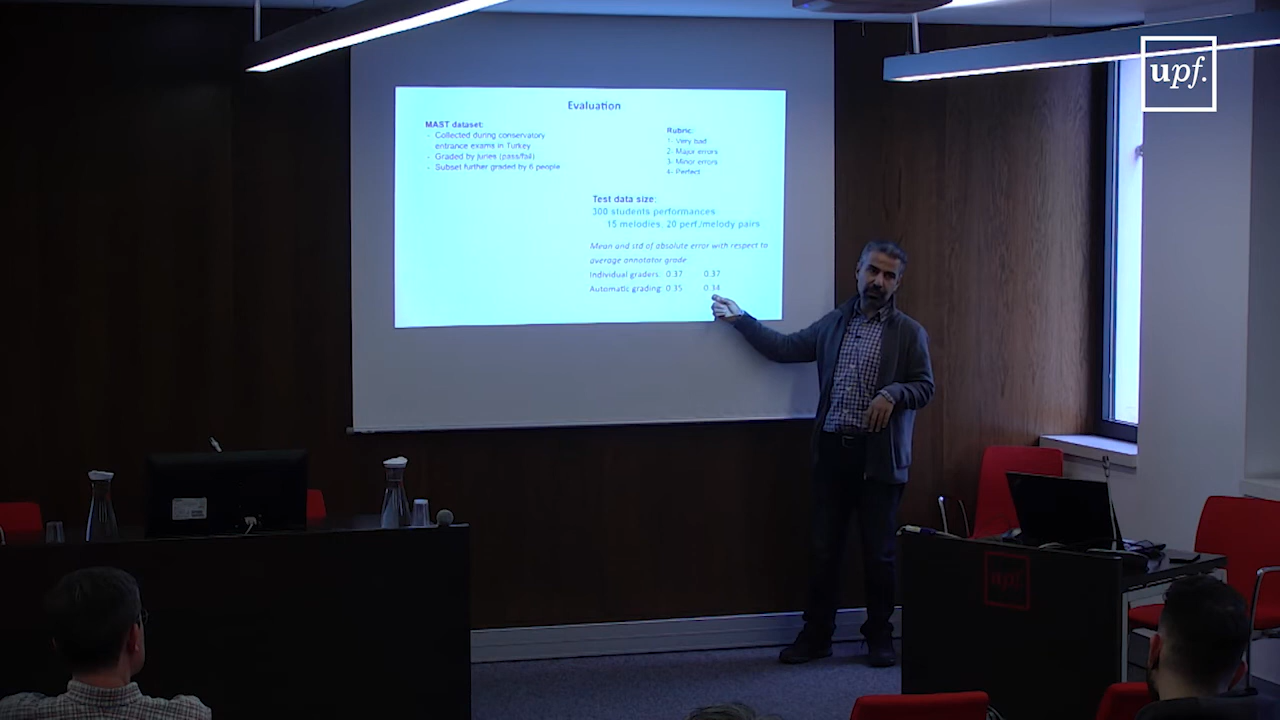 upf.
Evaluation
MAST dataset:
- Collected during conservatory
entrance exams in Turkey
- Graded by juries (pass/fail)
- Subset further graded by 6 people
Rubric:
1- Very bad
2- Major errors
3- Minor errors
4- Perfect
Test data size:
300 students performances
15 melodies 20 perf./melody pairs
Mean and std of absolute error with respect to
average annotator grade
Individual graders 0.37 0.37
Automatic grading 0.35 0.34
upf.